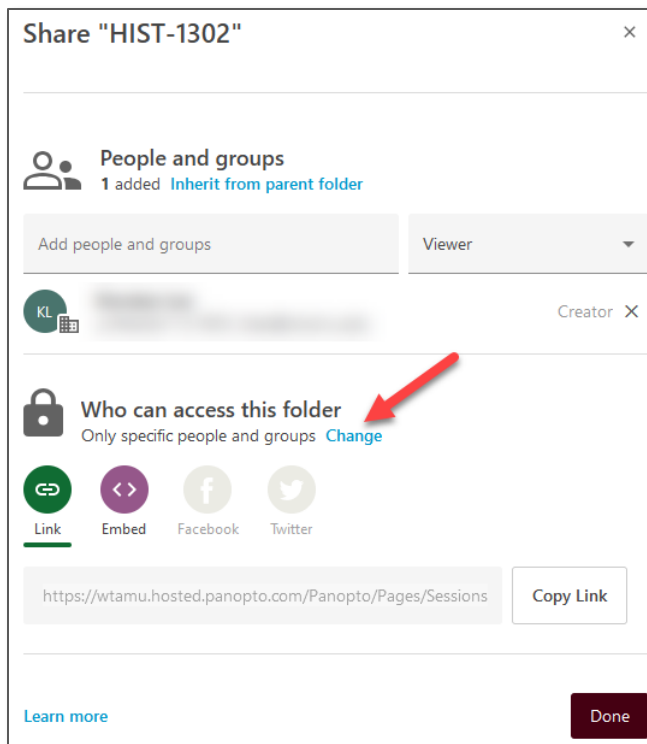 Share "HIST-1302"
People and groups
1 added Inherit from parent folder
Add people and groups
Viewer
KL
Creator
Who can access this folder
Only specific people and groups Change
Link
Embed
Facebook
Twitter
https://wtamu.hosted.panopto.com/Panopto/Pages/Sessions
Copy Link
Learn more
Done